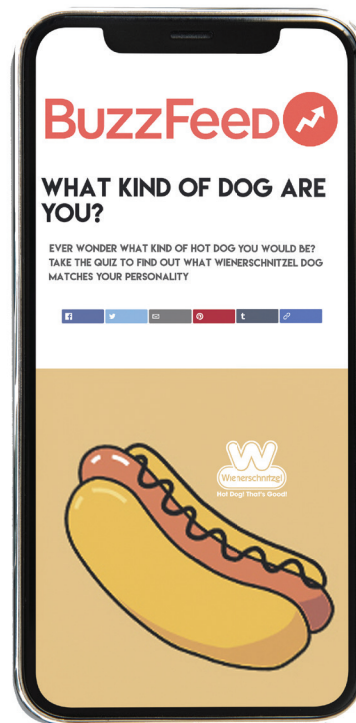 BuzzFeed
WHAT KIND OF DOG ARE
YOU?
EVER WONDER WHAT KIND OF HOT DOG YOU WOULD BE?
TAKE THE QUIZ TO FIND OUT WHAT WIENERSCHNITZEL DOG
MATCHES YOUR PERSONALITY
f
t
W
Wienerschnitzel
Hot Dog! That's Good!